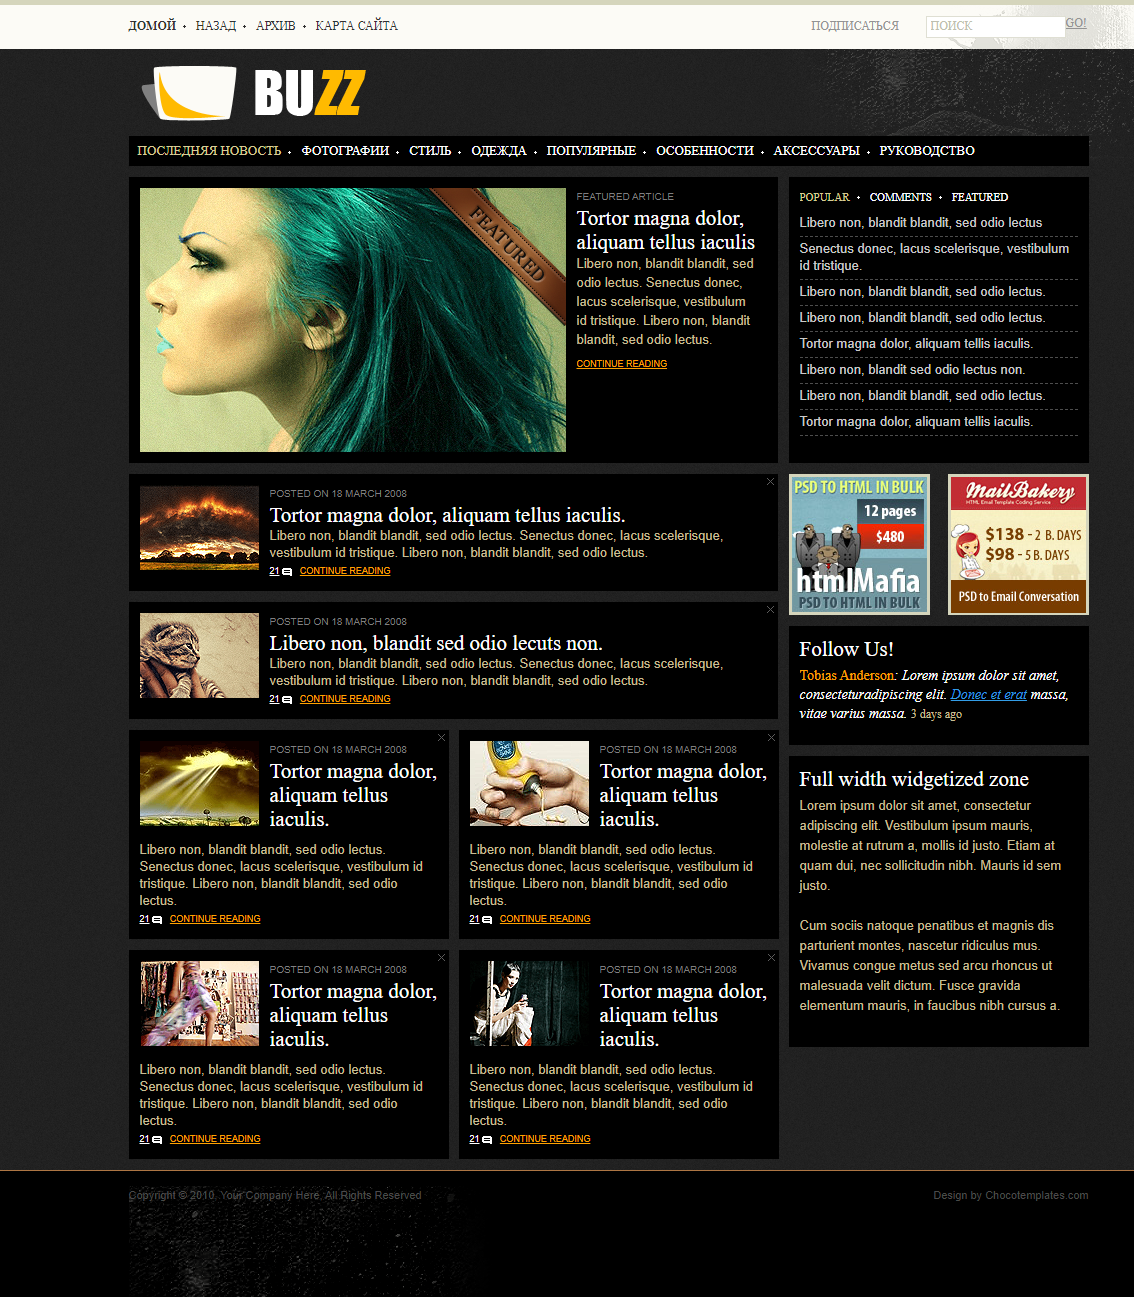 ДОМОЙ • НАЗАД • АРХИВ • КАРТА САЙТА
ПОДПИСАТЬСЯ
ПОИСК
GO!
BUZZ
ПОСЛЕДНЯЯ НОВОСТЬ • ФОТОГРАФИИ • СТИЛЬ • ОДЕЖДА • ПОПУЛЯРНЫЕ • ОСОБЕННОСТИ • АКСЕССУАРЫ • РУКОВОДСТВО
FEATURED
FEATURED ARTICLE
Tortor magna dolor,
aliquam tellus iaculis
Libero non, blandit blandit, sed
odio lectus. Senectus donec,
lacus scelerisque, vestibulum
id tristique. Libero non, blandit
blandit, sed odio lectus.
CONTINUE READING
POPULAR • COMMENTS • FEATURED
Libero non, blandit blandit, sed odio lectus
Senectus donec, lacus scelerisque, vestibulum
id tristique.
Libero non, blandit blandit, sed odio lectus.
Libero non, blandit blandit, sed odio lectus.
Tortor magna dolor, aliquam tellis iaculis.
Libero non, blandit sed odio lectus non.
Libero non, blandit blandit, sed odio lectus.
Tortor magna dolor, aliquam tellus iaculis.
POSTED ON 18 MARCH 2008
Tortor magna dolor, aliquam tellus iaculis.
Libero non, blandit blandit, sed odio lectus. Senectus donec, lacus scelerisque,
vestibulum id tristique. Libero non, blandit blandit, sed odio lectus.
21 CONTINUE READING
POSTED ON 18 MARCH 2008
Libero non, blandit sed odio lecuts non.
Libero non, blandit blandit, sed odio lectus. Senectus donec, lacus scelerisque,
vestibulum id tristique. Libero non, blandit blandit, sed odio lectus.
21 CONTINUE READING
PSD TO HTML IN BULK
12 pages
$480
htmlMafia
PSD TO HTML IN BULK
MailBakery
HTML Email Template Coding Service
$138 - 2 B. DAYS
$98 - 5 B. DAYS
PSD to Email Conversation
Follow Us!
Tobias Anderson: Lorem ipsum dolor sit amet,
consecteturadipiscing elit. Donec et erat massa,
vitae varius massa. 3 days ago
POSTED ON 18 MARCH 2008
Tortor magna dolor,
aliquam tellus
iaculis.
Libero non, blandit blandit, sed odio lectus.
Senectus donec, lacus scelerisque, vestibulum id
tristique. Libero non, blandit blandit, sed odio
lectus.
21 CONTINUE READING
POSTED ON 18 MARCH 2008
Tortor magna dolor,
aliquam tellus
iaculis.
Libero non, blandit blandit, sed odio lectus.
Senectus donec, lacus scelerisque, vestibulum id
tristique. Libero non, blandit blandit, sed odio
lectus.
21 CONTINUE READING
Full width widgetized zone
Lorem ipsum dolor sit amet, consectetur
adipiscing elit. Vestibulum ipsum mauris,
molestie at rutrum a, mollis id justo. Etiam at
quam dui, nec sollicitudin nibh. Mauris id sem
justo.
Cum sociis natoque penatibus et magnis dis
parturient montes, nascetur ridiculus mus.
Vivamus congue metus sed arcu rhoncus ut
malesuada velit dictum. Fusce gravida
elementum mauris, in faucibus nibh cursus a.
POSTED ON 18 MARCH 2008
Tortor magna dolor,
aliquam tellus
iaculis.
Libero non, blandit blandit, sed odio lectus.
Senectus donec, lacus scelerisque, vestibulum id
tristique. Libero non, blandit blandit, sed odio
lectus.
21 CONTINUE READING
POSTED ON 18 MARCH 2008
Tortor magna dolor,
aliquam tellus
iaculis.
Libero non, blandit blandit, sed odio lectus.
Senectus donec, lacus scelerisque, vestibulum id
tristique. Libero non, blandit blandit, sed odio
lectus.
21 CONTINUE READING
Copyright © 2010. Your Company Here, All Rights Reserved
Design by Chocotemplates.com